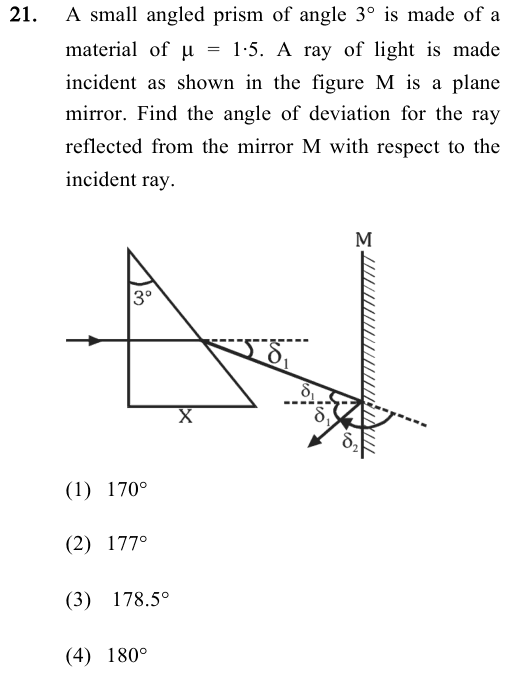 21. A small angled prism of angle 3° is made of a
material of μ = 1·5. A ray of light is made
incident as shown in the figure M is a plane
mirror. Find the angle of deviation for the ray
reflected from the mirror M with respect to the
incident ray.
M
3°
δ₁
δ₁
δ₁
X
δ₂
(1) 170°
(2) 177°
(3) 178.5°
(4) 180°